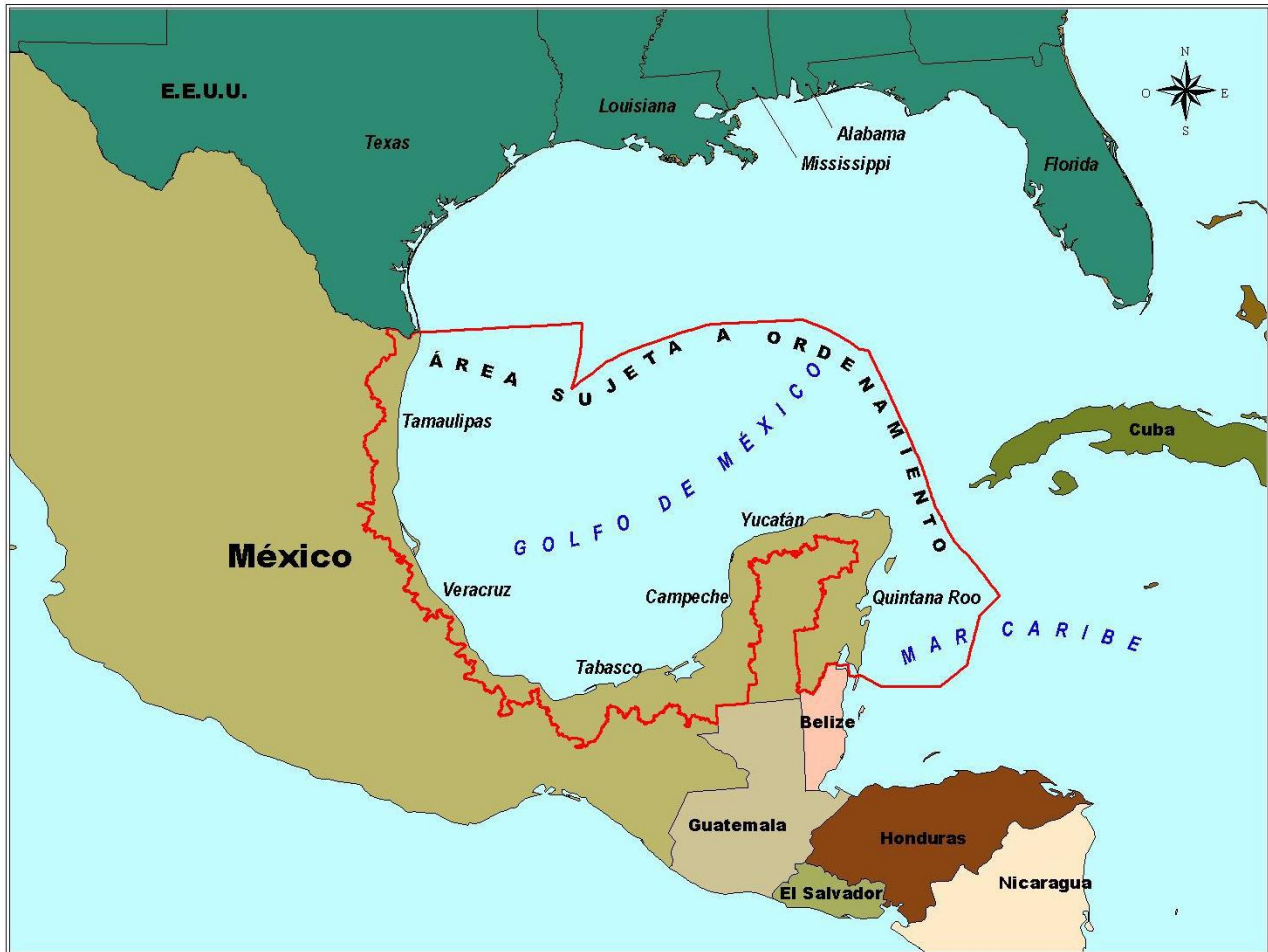 N
E.E.U.U.
O
E
S
Louisiana
Texas
Alabama
Mississippi
Florida
ÁREA SUJETA A ORDENAMIENTO
Tamaulipas
GOLFO DE MÉXICO
Cuba
Yucatán
México
Veracruz
Campeche
Quintana Roo
MAR CARIBE
Tabasco
Belize
Guatemala
Honduras
El Salvador
Nicaragua